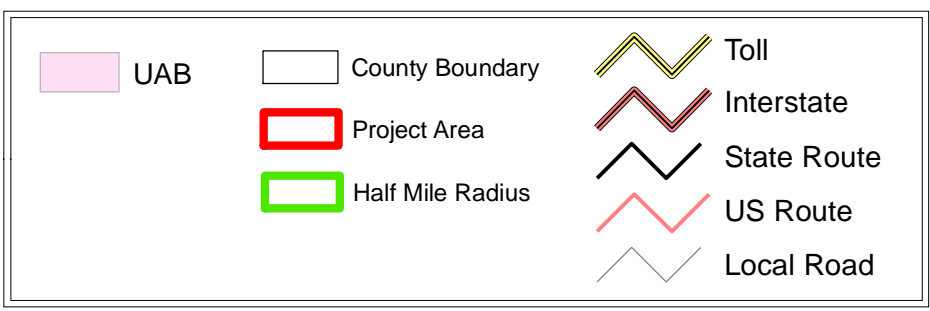 UAB
County Boundary
Project Area
Half Mile Radius
Toll
Interstate
State Route
US Route
Local Road